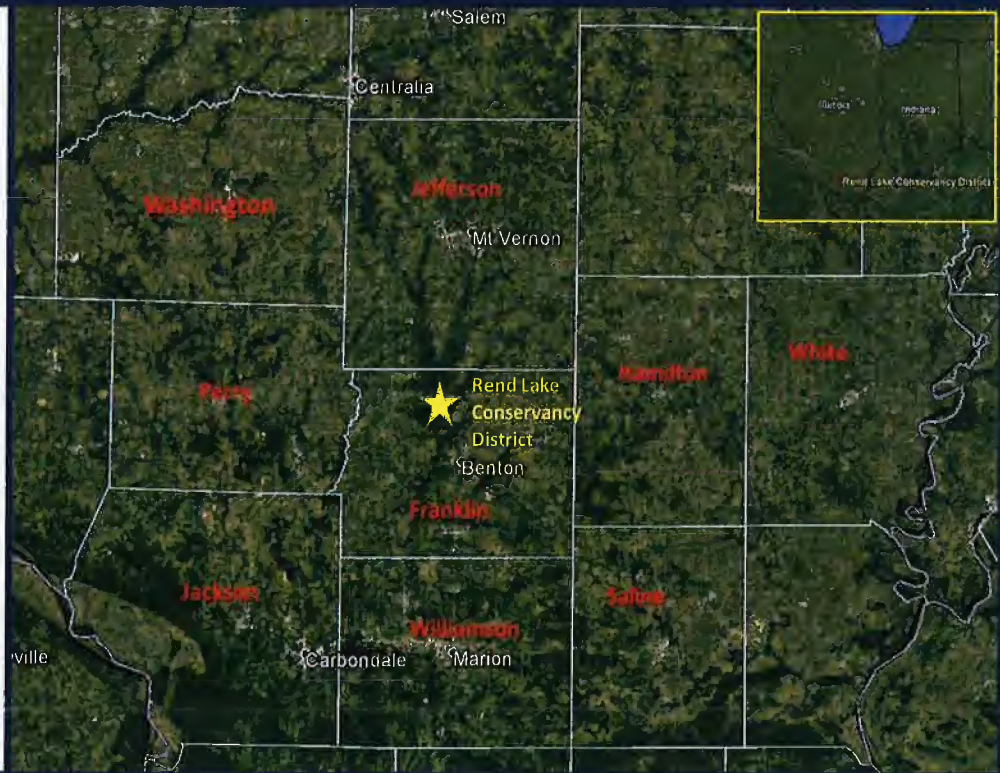 Salem
Centralia
Indiana
Rend Lake Conservancy District
Washington
Jefferson
Mt Vernon
White
Hamilton
Perry
Rend Lake
Conservancy
District
Benton
Franklin
Jackson
Saline
Williamson
ville
Carbondale
Marion